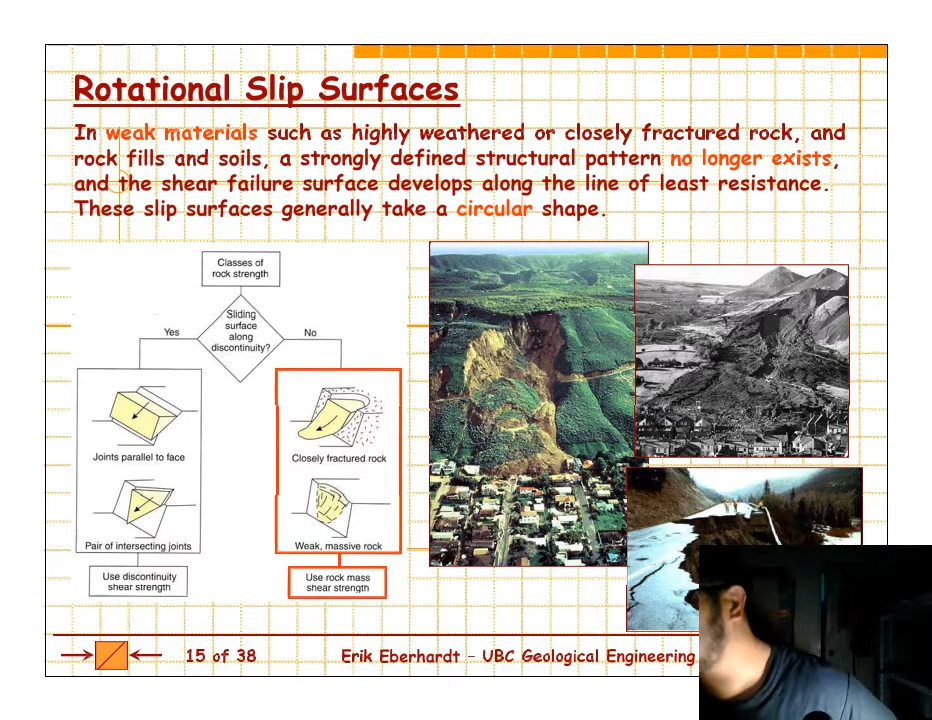 Rotational Slip Surfaces
In weak materials such as highly weathered or closely fractured rock, and
rock fills and soils, a strongly defined structural pattern no longer exists,
and the shear failure surface develops along the line of least resistance.
These slip surfaces generally take a circular shape.
Classes of
rock strength
Sliding
surface
along
discontinuity?
Yes
No
Joints parallel to face
Pair of intersecting joints
Use discontinuity
shear strength
Closely fractured rock
Weak, massive rock
Use rock mass
shear strength
15 of 38
Erik Eberhardt – UBC Geological Engineering